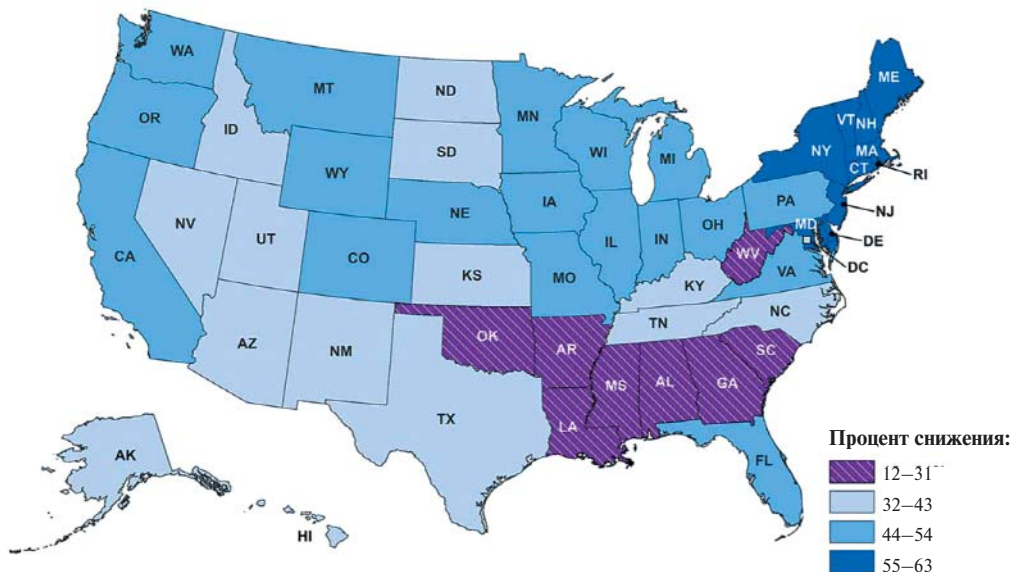 WA
MT
ND
MN
ME
OR
ID
SD
WI
MI
VT
NH
NY
MA
CT
RI
WY
IA
NE
PA
NJ
NV
UT
CO
IL
IN
OH
MD
DE
CA
KS
MO
WV
VA
DC
KY
AZ
NM
OK
AR
TN
NC
SC
TX
LA
MS
AL
GA
FL
AK
HI
Процент снижения:
12–31
32–43
44–54
55–63